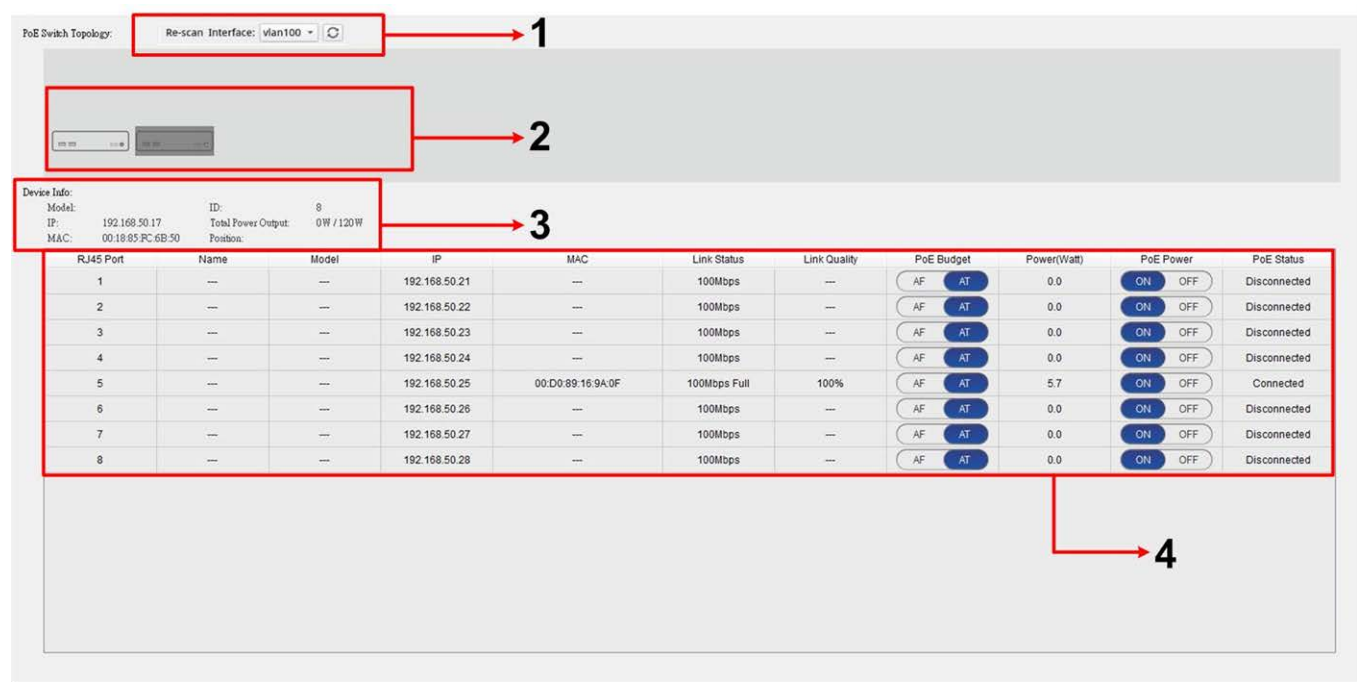 PoE Switch Topology: Re-scan Interface: vlan100 1
2
Device Info:
Model: ID: 8
IP: 192.168.50.17 Total Power Output: 0W / 120W 3
MAC: 00:18:85:FC:6B:50 Position:
RJ45 Port Name Model IP MAC Link Status Link Quality PoE Budget Power(Watt) PoE Power PoE Status
1 --- --- 192.168.50.21 --- 100Mbps --- AF AT 0.0 ON OFF Disconnected
2 --- --- 192.168.50.22 --- 100Mbps --- AF AT 0.0 ON OFF Disconnected
3 --- --- 192.168.50.23 --- 100Mbps --- AF AT 0.0 ON OFF Disconnected
4 --- --- 192.168.50.24 --- 100Mbps --- AF AT 0.0 ON OFF Disconnected
5 --- --- 192.168.50.25 00:D0:89:16:9A:0F 100Mbps Full 100% AF AT 5.7 ON OFF Connected
6 --- --- 192.168.50.26 --- 100Mbps --- AF AT 0.0 ON OFF Disconnected
7 --- --- 192.168.50.27 --- 100Mbps --- AF AT 0.0 ON OFF Disconnected
8 --- --- 192.168.50.28 --- 100Mbps --- AF AT 0.0 ON OFF Disconnected
4